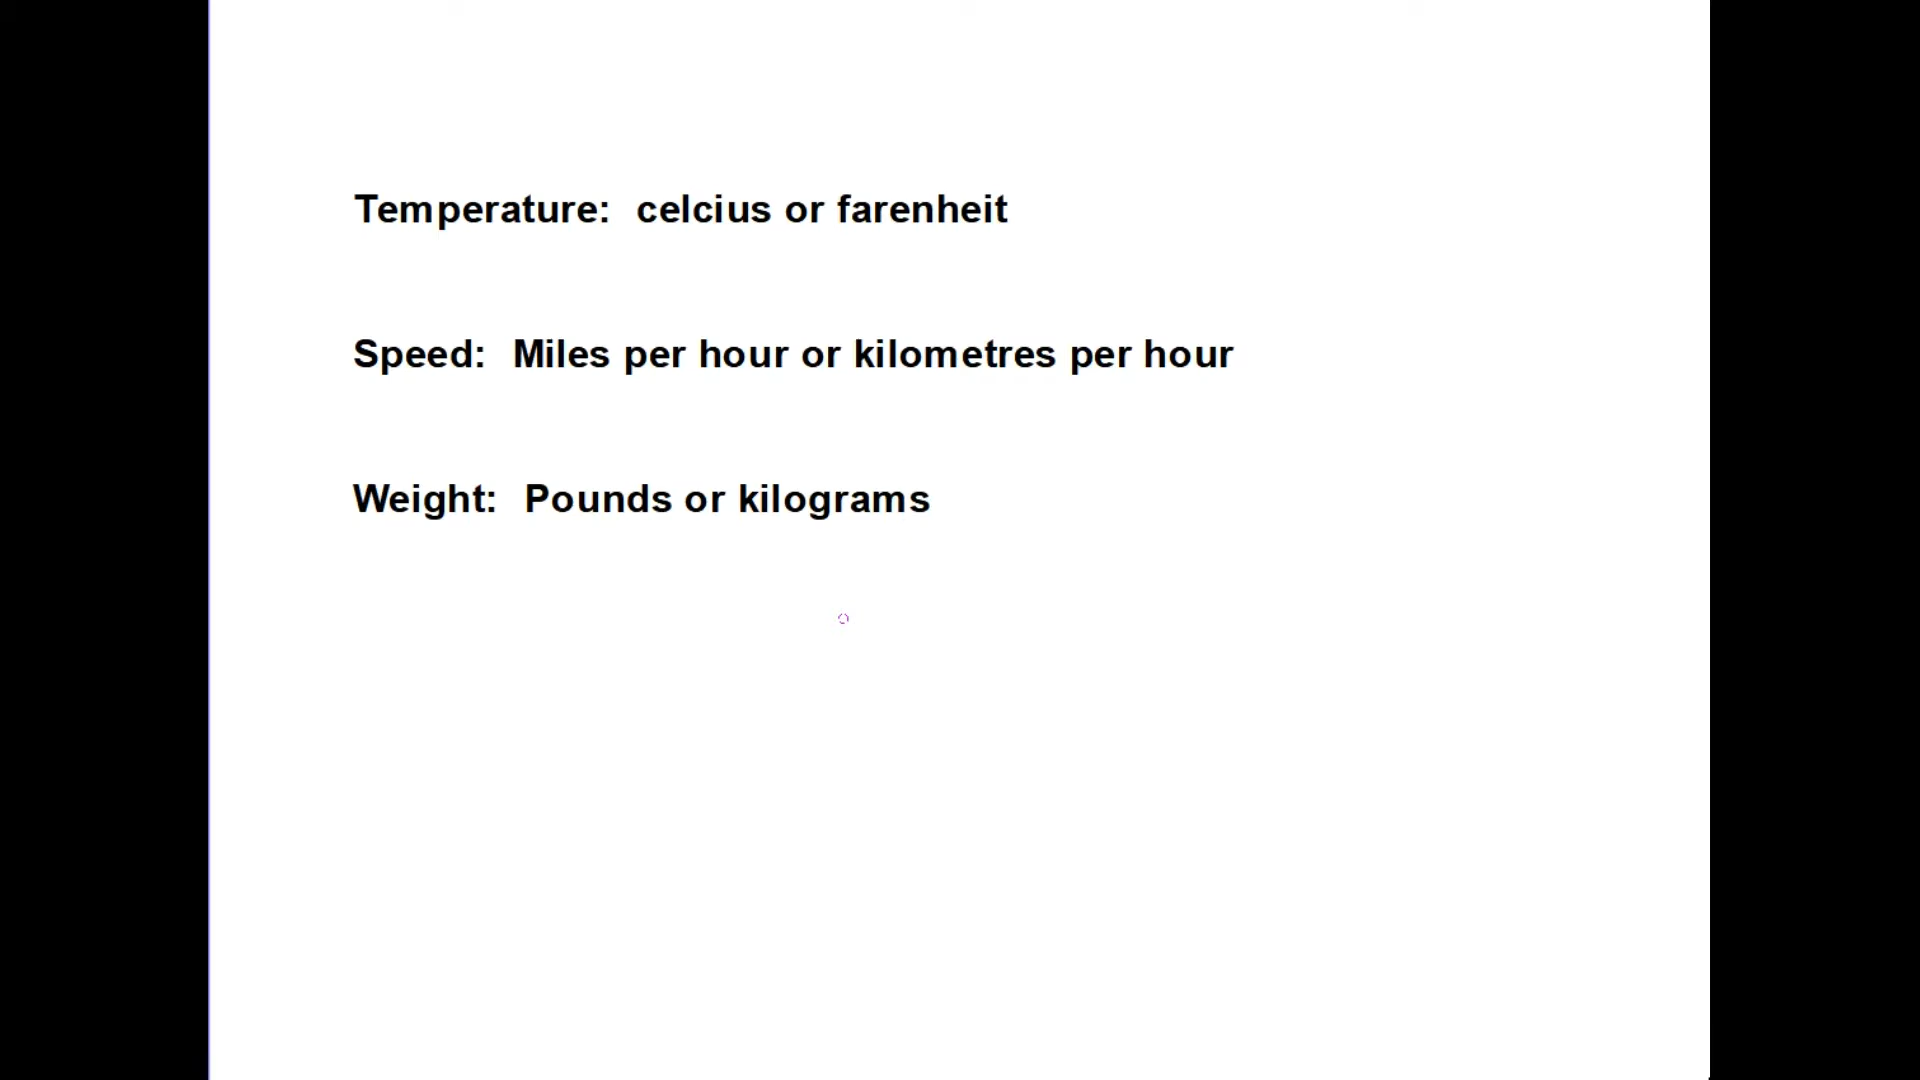 Temperature:  celcius or farenheit
Speed:  Miles per hour or kilometres per hour
Weight:  Pounds or kilograms